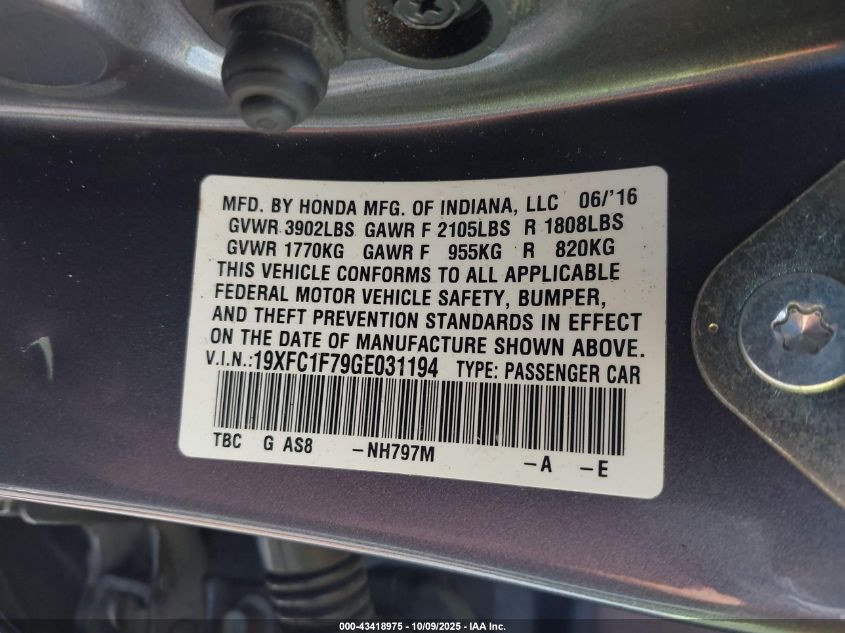 MFD. BY HONDA MFG. OF INDIANA, LLC 06/'16
GVWR 3902LBS GAWR F 2105LBS R 1808LBS
GVWR 1770KG GAWR F 955KG R 820KG
THIS VEHICLE CONFORMS TO ALL APPLICABLE
FEDERAL MOTOR VEHICLE SAFETY, BUMPER,
AND THEFT PREVENTION STANDARDS IN EFFECT
ON THE DATE OF MANUFACTURE SHOWN ABOVE.
V.I.N.:19XFC1F79GE031194 TYPE: PASSENGER CAR
TBC G AS8 -NH797M -A -E
000-43418975 - 10/09/2025 - IAA Inc.